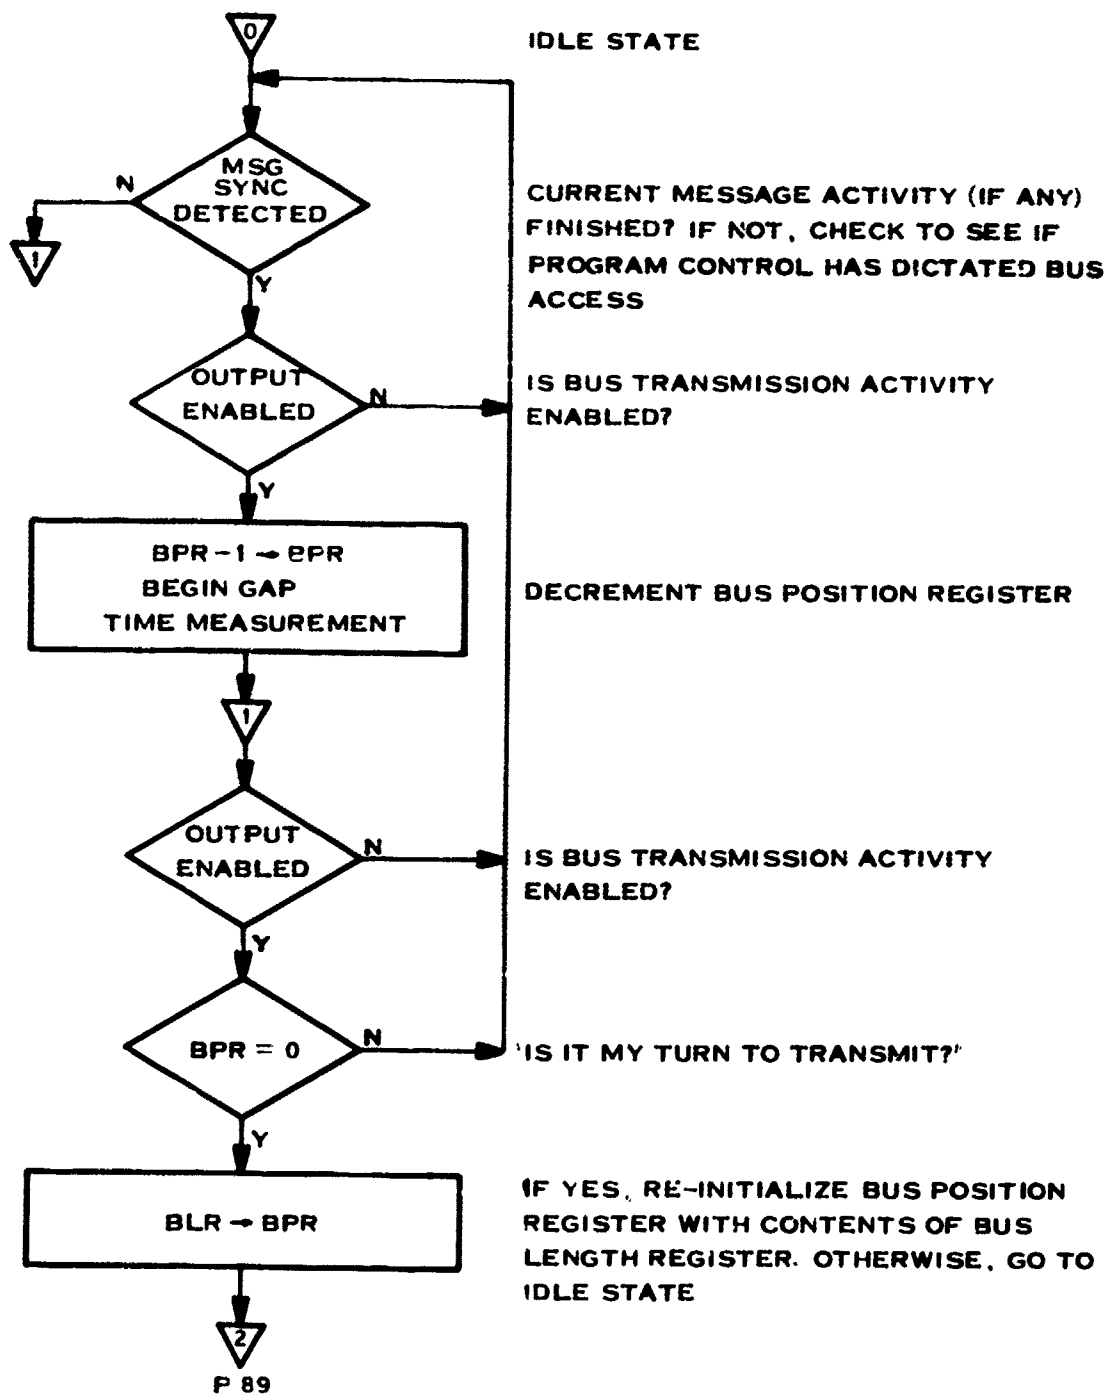 0
IDLE STATE
MSG
SYNC
DETECTED
N
1
Y
CURRENT MESSAGE ACTIVITY (IF ANY)
FINISHED? IF NOT, CHECK TO SEE IF
PROGRAM CONTROL HAS DICTATED BUS
ACCESS
OUTPUT
ENABLED
N
Y
IS BUS TRANSMISSION ACTIVITY
ENABLED?
BPR-1 → BPR
BEGIN GAP
TIME MEASUREMENT
DECREMENT BUS POSITION REGISTER
1
OUTPUT
ENABLED
N
Y
IS BUS TRANSMISSION ACTIVITY
ENABLED?
BPR = 0
N
Y
'IS IT MY TURN TO TRANSMIT?"
BLR → BPR
IF YES, RE-INITIALIZE BUS POSITION
REGISTER WITH CONTENTS OF BUS
LENGTH REGISTER. OTHERWISE, GO TO
IDLE STATE
2
P 89